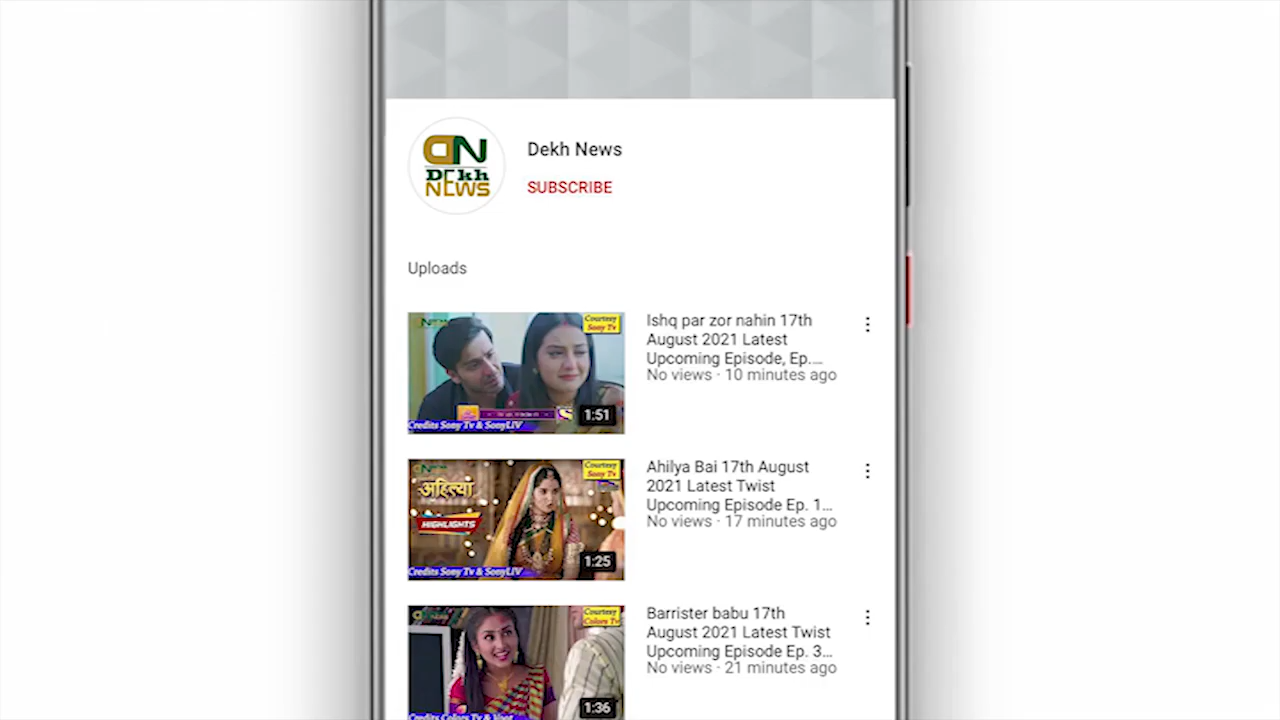 DN
Dekh
NEWS
Dekh News
SUBSCRIBE
Uploads
Courtesy
Sony Tv
Credits Sony Tv & SonyLIV
1:51
Ishq par zor nahin 17th
August 2021 Latest
Upcoming Episode, Ep....
No views · 10 minutes ago
Courtesy
Sony Tv
अहिल्या
HIGHLIGHTS
Credits Sony Tv & SonyLIV
1:25
Ahilya Bai 17th August
2021 Latest Twist
Upcoming Episode Ep. 1...
No views · 17 minutes ago
Courtesy
Colors Tv
Credits Colors Tv & Voot
1:36
Barrister babu 17th
August 2021 Latest Twist
Upcoming Episode Ep. 3...
No views · 21 minutes ago